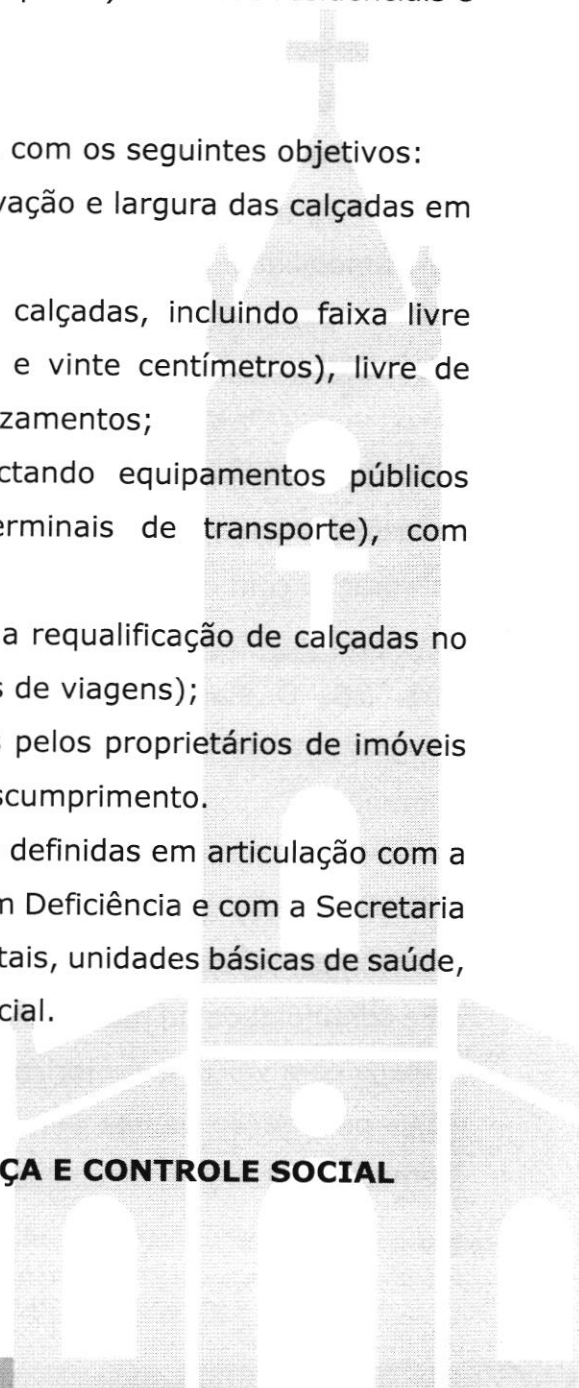 com os seguintes objetivos:
vação e largura das calçadas em
calçadas, incluindo faixa livre
e vinte centímetros), livre de
zamentos;
ctando equipamentos públicos
erminais de transporte), com
a requalificação de calçadas no
s de viagens);
s pelos proprietários de imóveis
scumprimento.
definidas em articulação com a
m Deficiência e com a Secretaria
tais, unidades básicas de saúde,
cial.
ÇA E CONTROLE SOCIAL